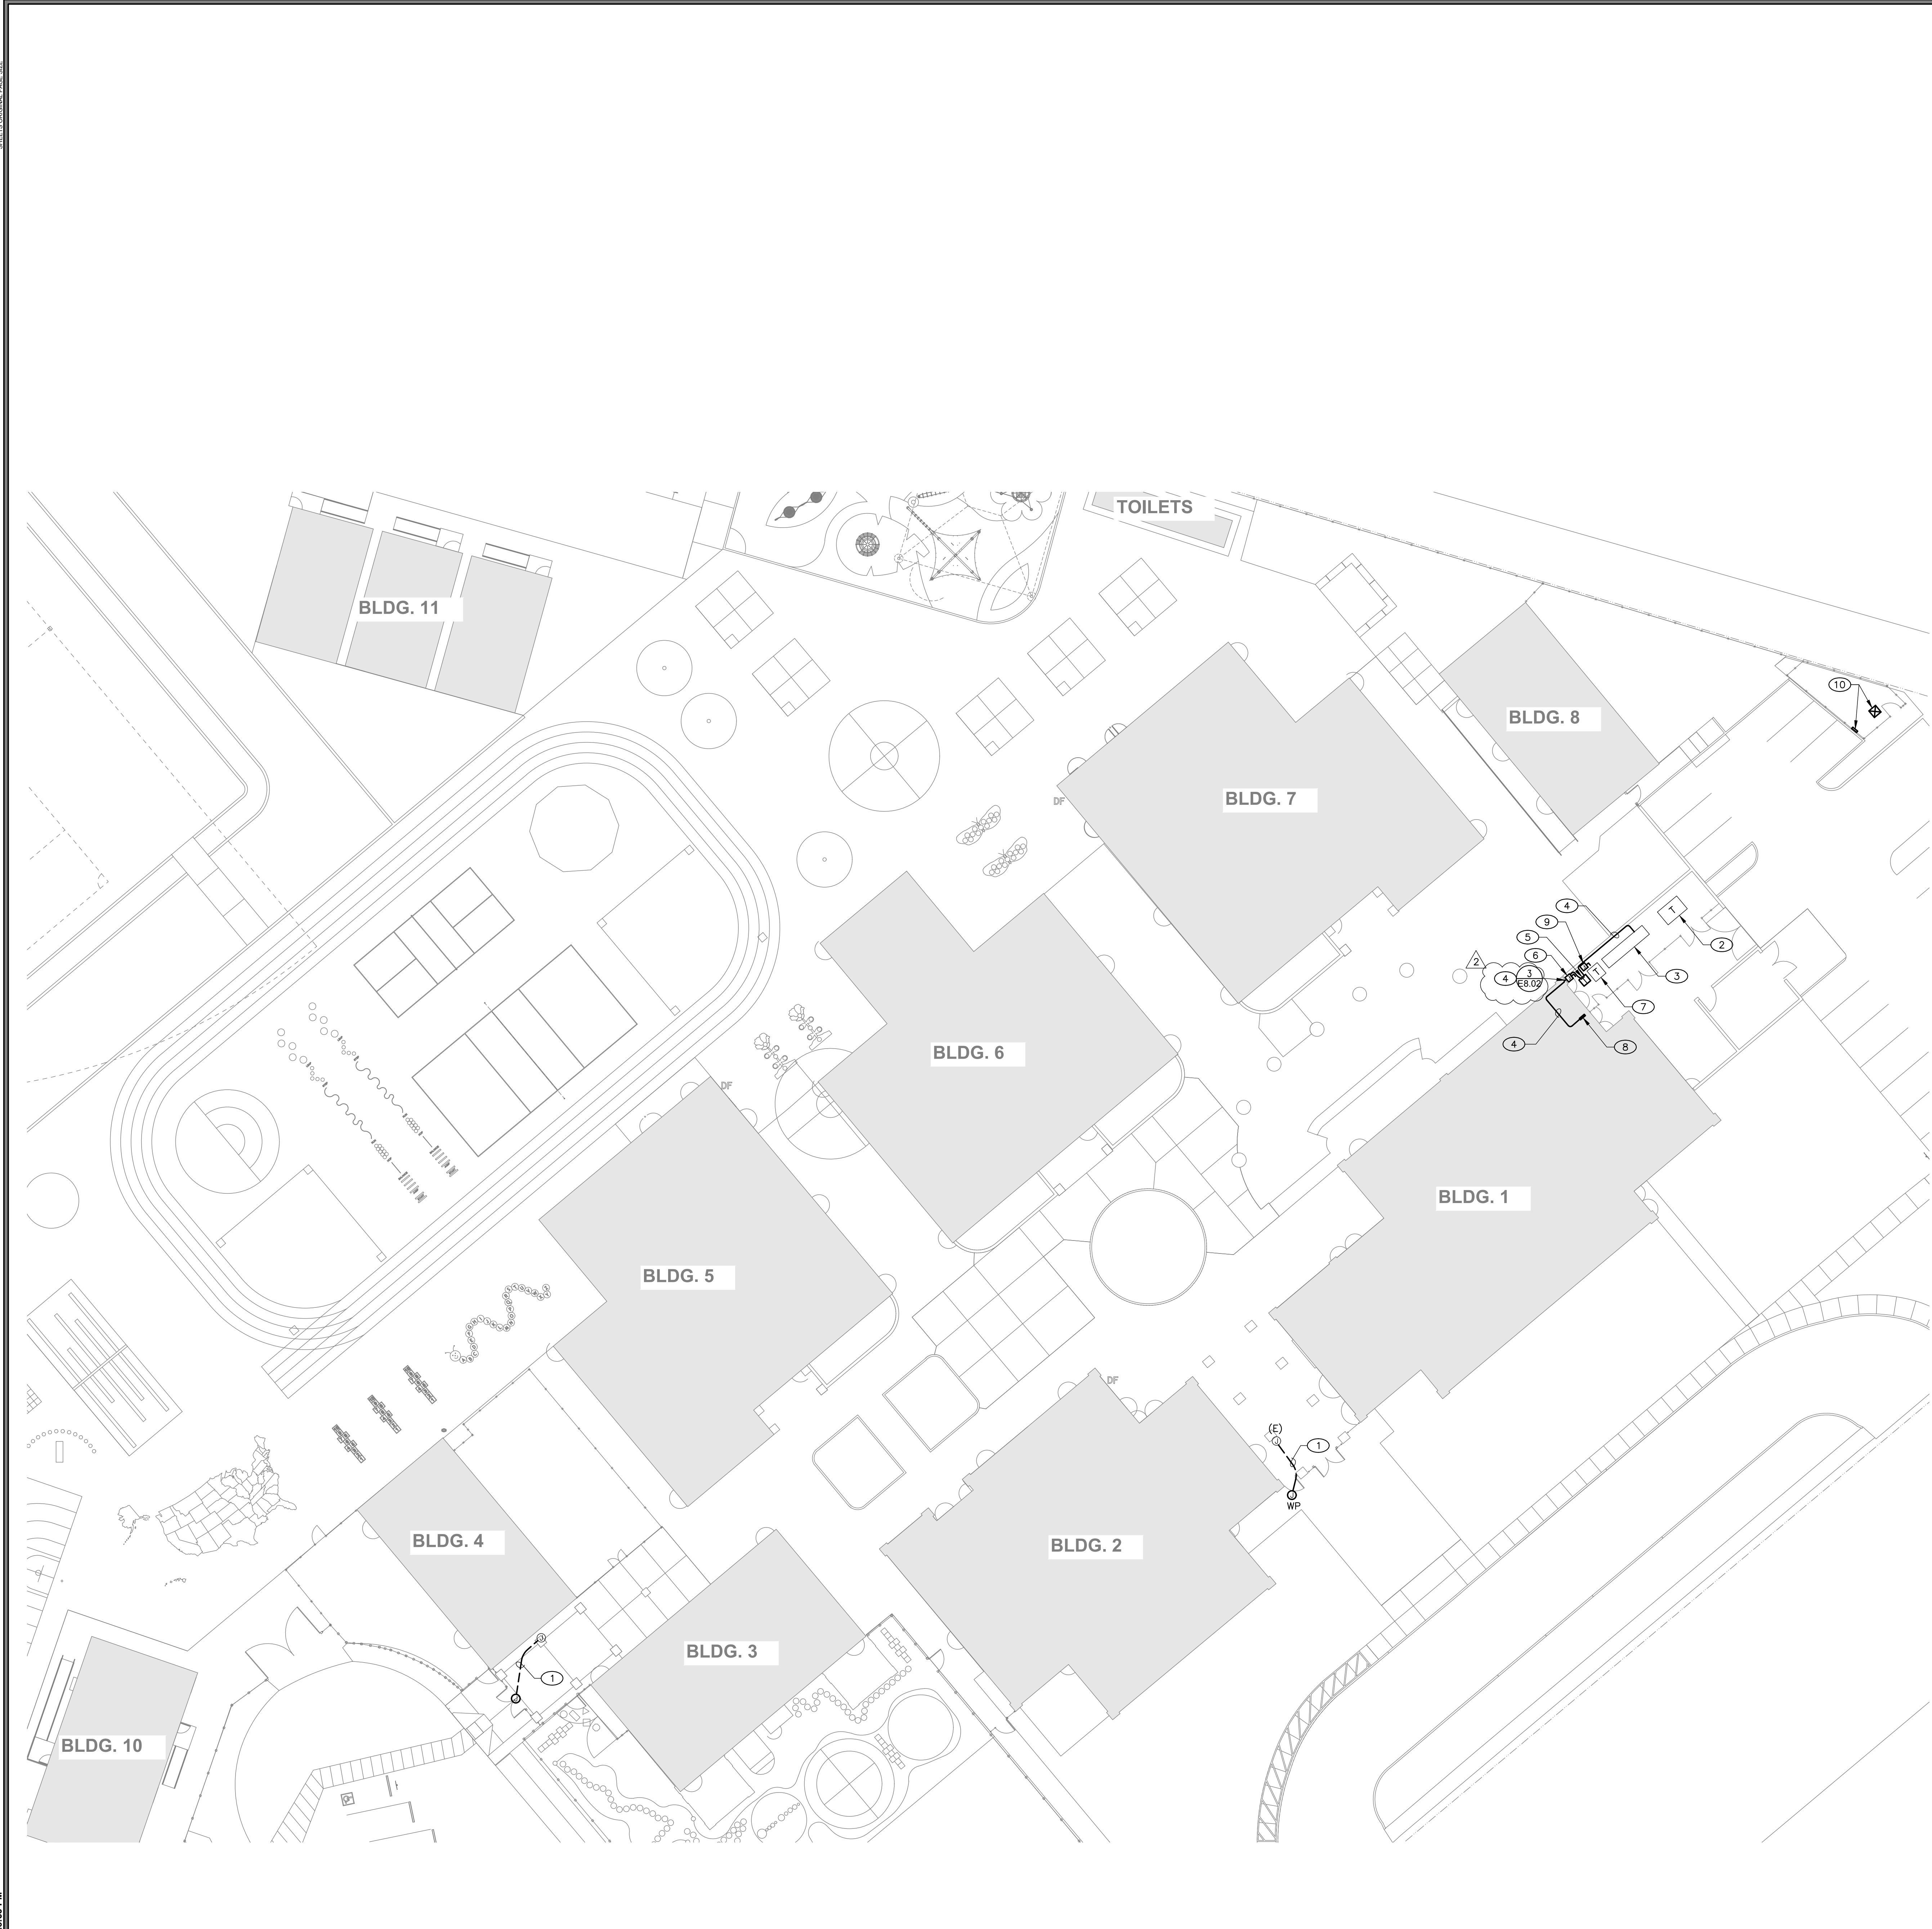 TOILETS
BLDG. 11
10
BLDG. 8
BLDG. 7
DF
4
9
T
5
2
6
2
3
4
3
E8.02
T
7
4
8
BLDG. 6
DF
BLDG. 1
BLDG. 5
DF
(E)
J
1
J
WP
BLDG. 4
BLDG. 2
J
BLDG. 3
1
J
BLDG. 10